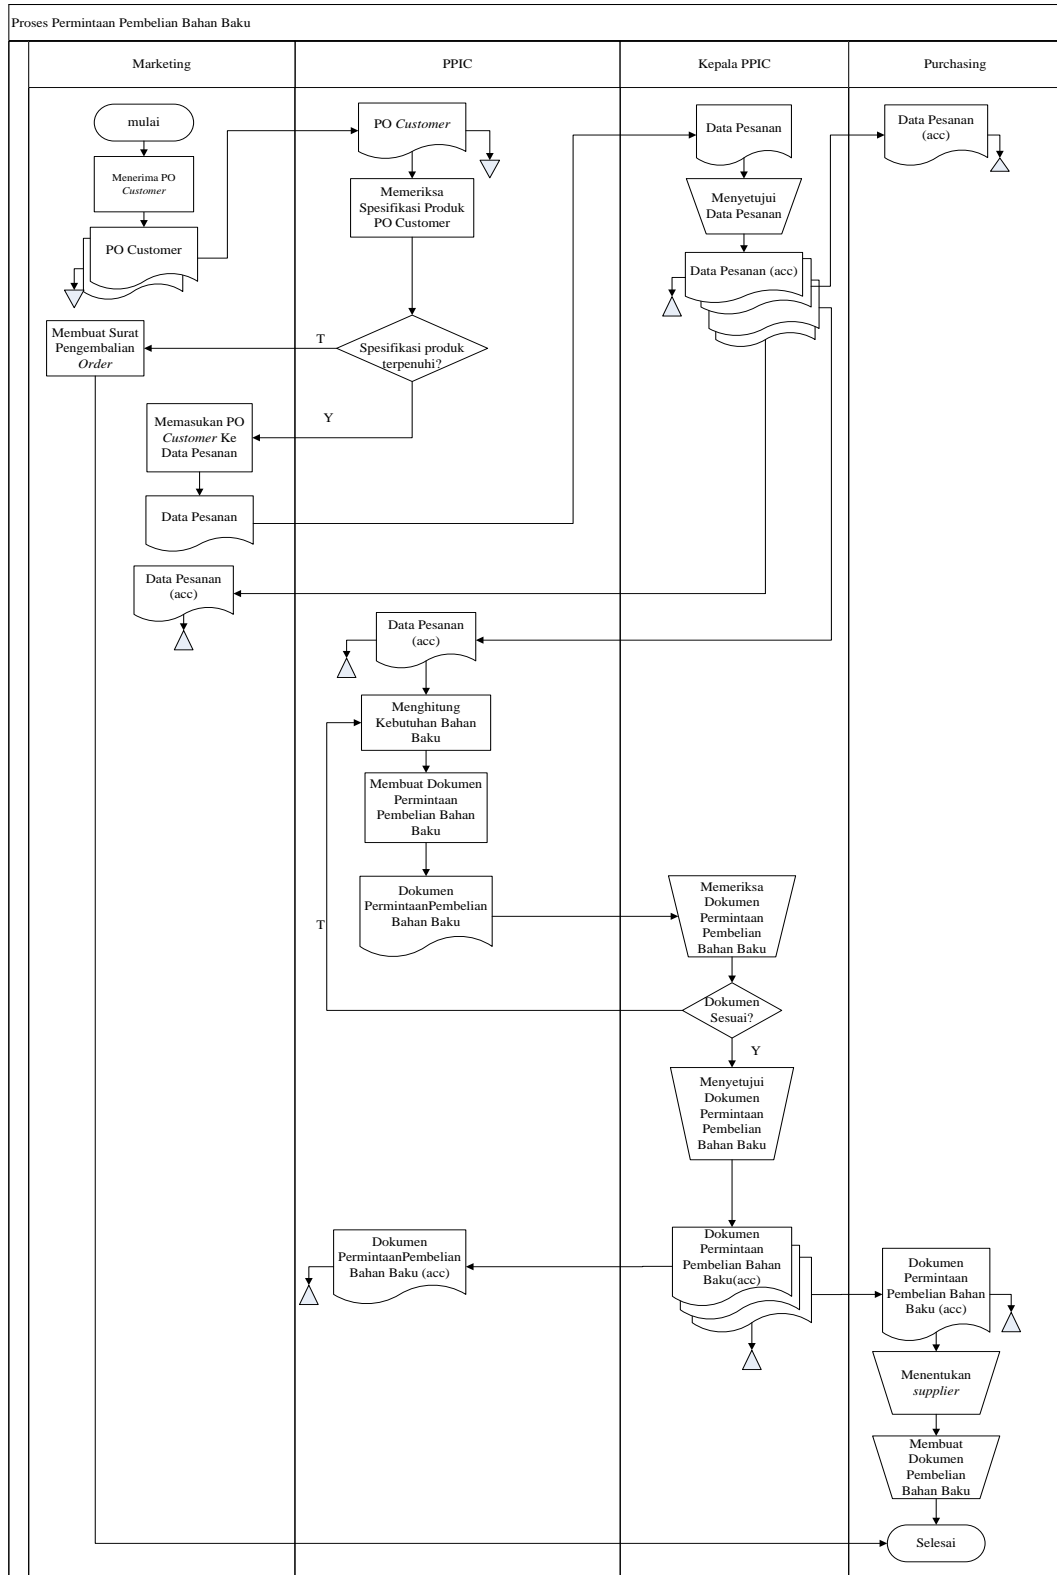 Proses Permintaan Pembelian Bahan Baku
Marketing
PPIC
Kepala PPIC
Purchasing
mulai
Menerima PO
Customer
PO Customer
Membuat Surat
Pengembalian
Order
Memasukan PO
Customer Ke
Data Pesanan
Data Pesanan
Data Pesanan
(acc)
PO Customer
Memeriksa
Spesifikasi Produk
PO Customer
Spesifikasi produk
terpenuhi?
T
Y
Data Pesanan
(acc)
Menghitung
Kebutuhan Bahan
Baku
Membuat Dokumen
Permintaan
Pembelian Bahan
Baku
Dokumen
PermintaanPembelian
Bahan Baku
T
Dokumen
PermintaanPembelian
Bahan Baku (acc)
Data Pesanan
Menyetujui
Data Pesanan
Data Pesanan (acc)
Memeriksa
Dokumen
Permintaan
Pembelian
Bahan Baku
Dokumen
Sesuai?
Y
Menyetujui
Dokumen
Permintaan
Pembelian
Bahan Baku
Dokumen
Permintaan
Pembelian Bahan
Baku(acc)
Data Pesanan
(acc)
Dokumen
Permintaan
Pembelian Bahan
Baku (acc)
Menentukan
supplier
Membuat
Dokumen
Pembelian
Bahan Baku
Selesai